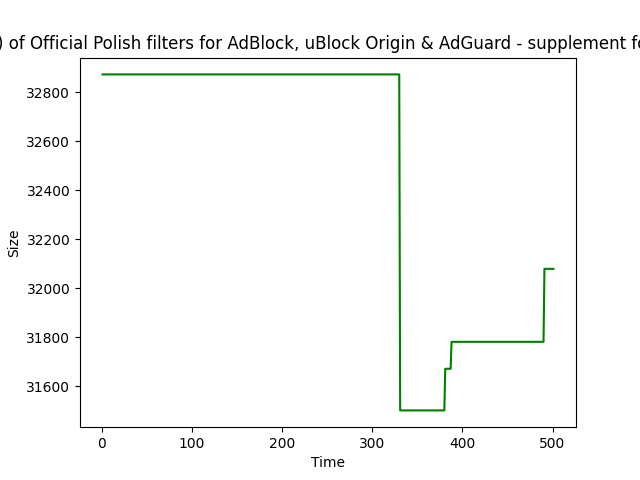 ) of Official Polish filters for AdBlock, uBlock Origin & AdGuard - supplement fo
32800
32600
32400
32200
32000
31800
31600
Size
0 100 200 300 400 500
Time